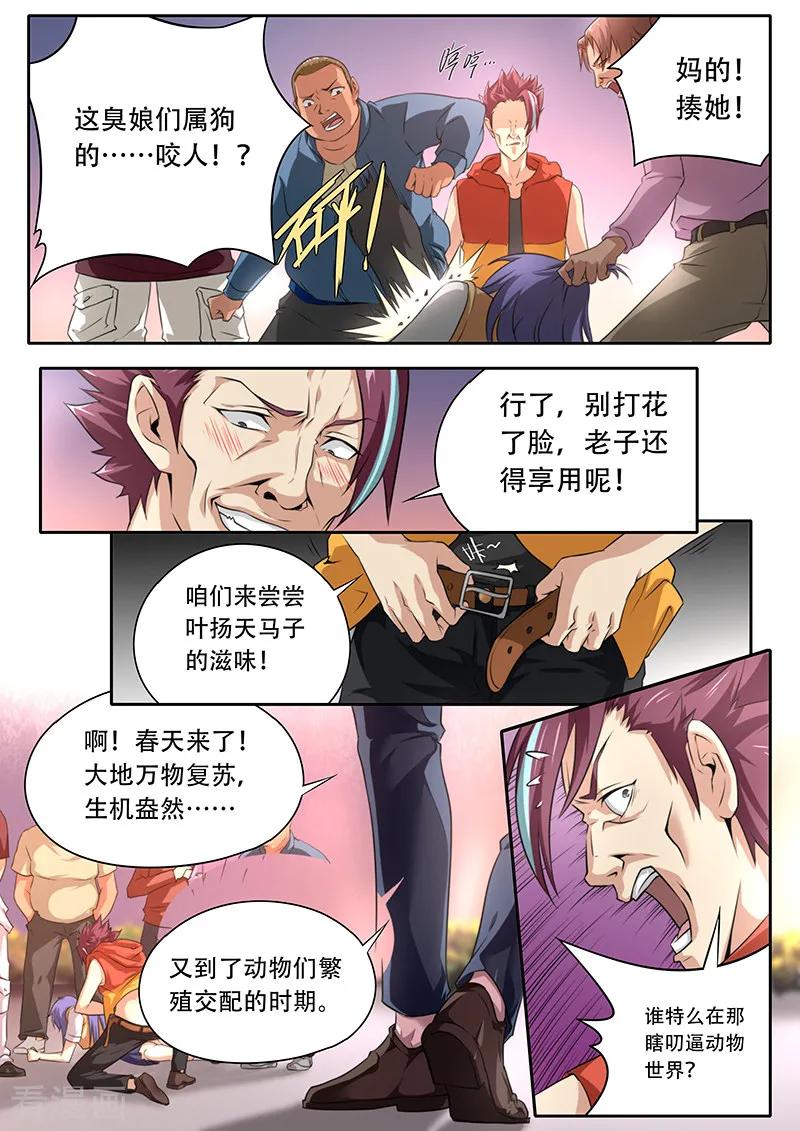 妈的！
揍她！
哼哼…
这臭娘们属狗
的……咬人！？
砰！
行了，别打花
了脸，老子还
得享用呢！
咔~
咱们来尝尝
叶扬天马子
的滋味！
啊！春天来了！
大地万物复苏，
生机盎然……
又到了动物们繁
殖交配的时期。
谁特么在那
瞎叨逼动物
世界？
看漫画